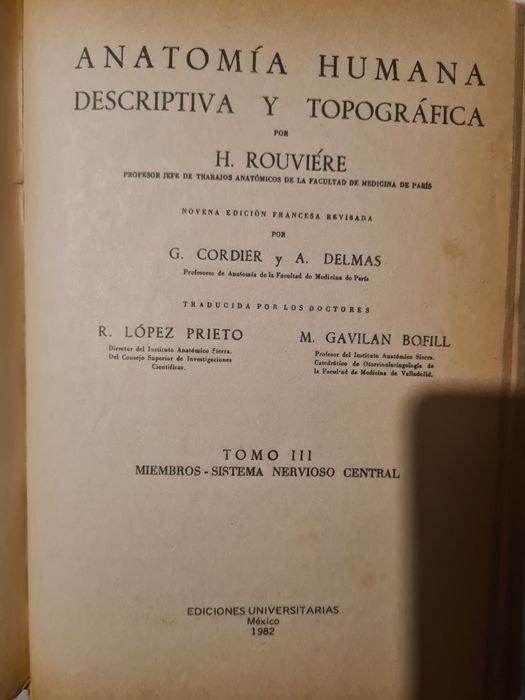 ANATOMÍA HUMANA
DESCRIPTIVA Y TOPOGRÁFICA
POR
H. ROUVIÉRE
PROFESOR JEFE DE TRABAJOS ANATÓMICOS DE LA FACULTAD DE MEDICINA DE PARÍS
NOVENA EDICIÓN FRANCESA REVISADA
POR
G. CORDIER y A. DELMAS
Profesores de Anatomía de la Facultad de Medicina de París
TRADUCIDA POR LOS DOCTORES
R. LÓPEZ PRIETO
Director del Instituto Anatómico Sierra.
Del Consejo Superior de Investigaciones
Científicas.
M. GAVILAN BOFILL
Profesor del Instituto Anatómico Sierra.
Catedrático de Otorrinolaringología de
la Facultad de Medicina de Valladolid.
TOMO III
MIEMBROS - SISTEMA NERVIOSO CENTRAL
EDICIONES UNIVERSITARIAS
México
1982